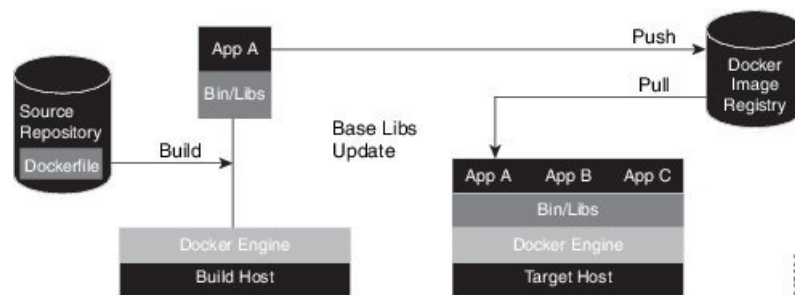 App A
Push
Bin/Libs
Docker
Image
Registry
Source
Repository
Dockerfile
Build
Base Libs
Update
Pull
App A App B App C
Bin/Libs
Docker Engine
Docker Engine
Build Host
Target Host